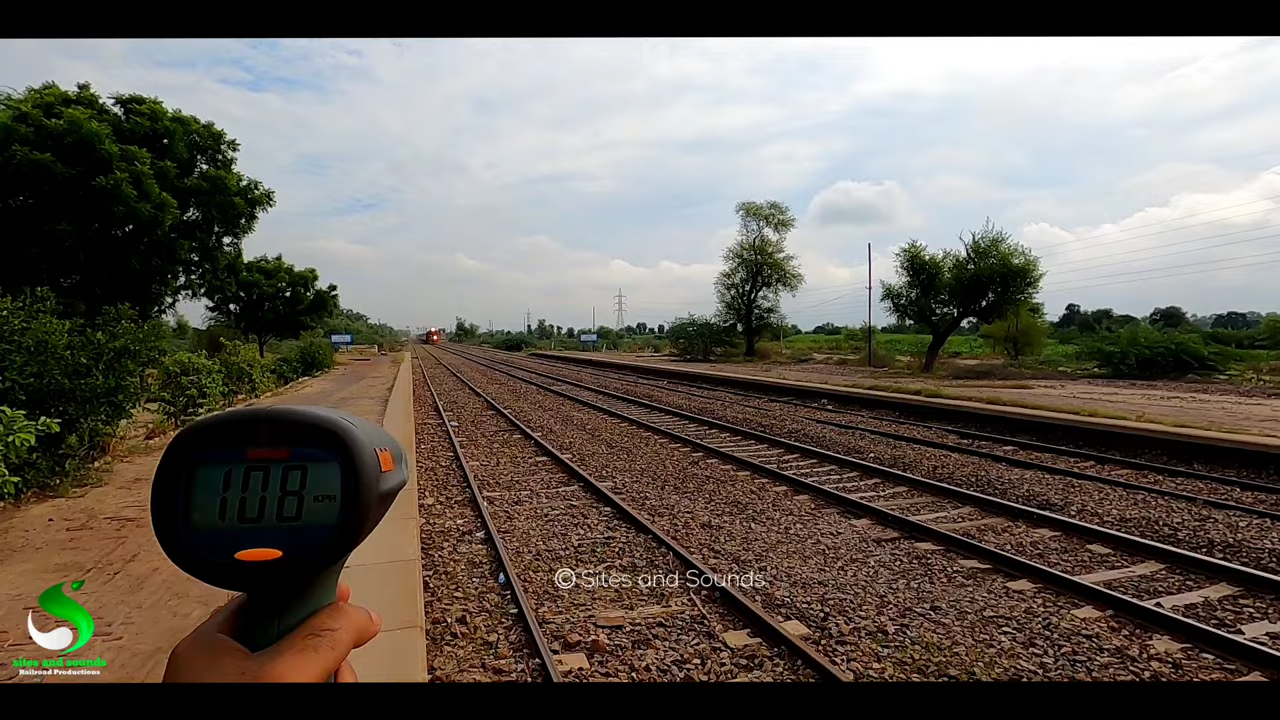 108 KPH
© Sites and Sounds
sites and sounds
Railroad Productions